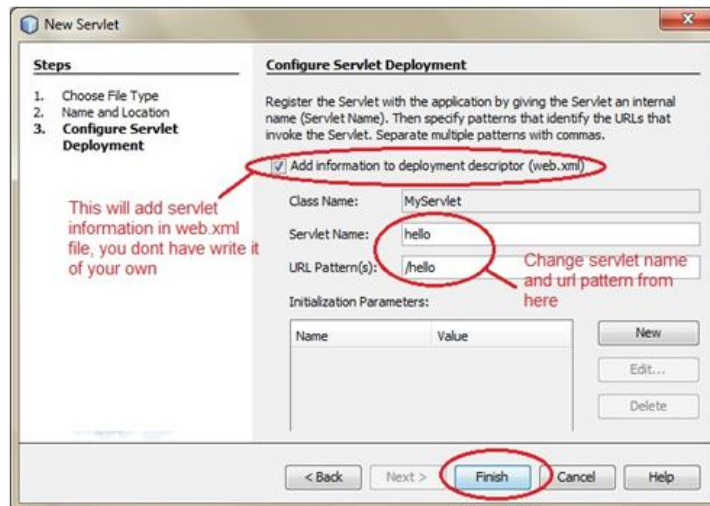 New Servlet
Steps
1. Choose File Type
2. Name and Location
3. Configure Servlet
Deployment
This will add servlet
information in web.xml
file, you dont have write it
of your own
Configure Servlet Deployment
Register the Servlet with the application by giving the Servlet an internal
name (Servlet Name). Then specify patterns that identify the URLs that
invoke the Servlet. Separate multiple patterns with commas.
Add information to deployment descriptor (web.xml)
Class Name: MyServlet
Servlet Name: hello
URL Pattern(s): /hello
Change servlet name
and url pattern from
here
Initialization Parameters:
Name Value
New
Edit...
Delete
< Back Next > Finish Cancel Help